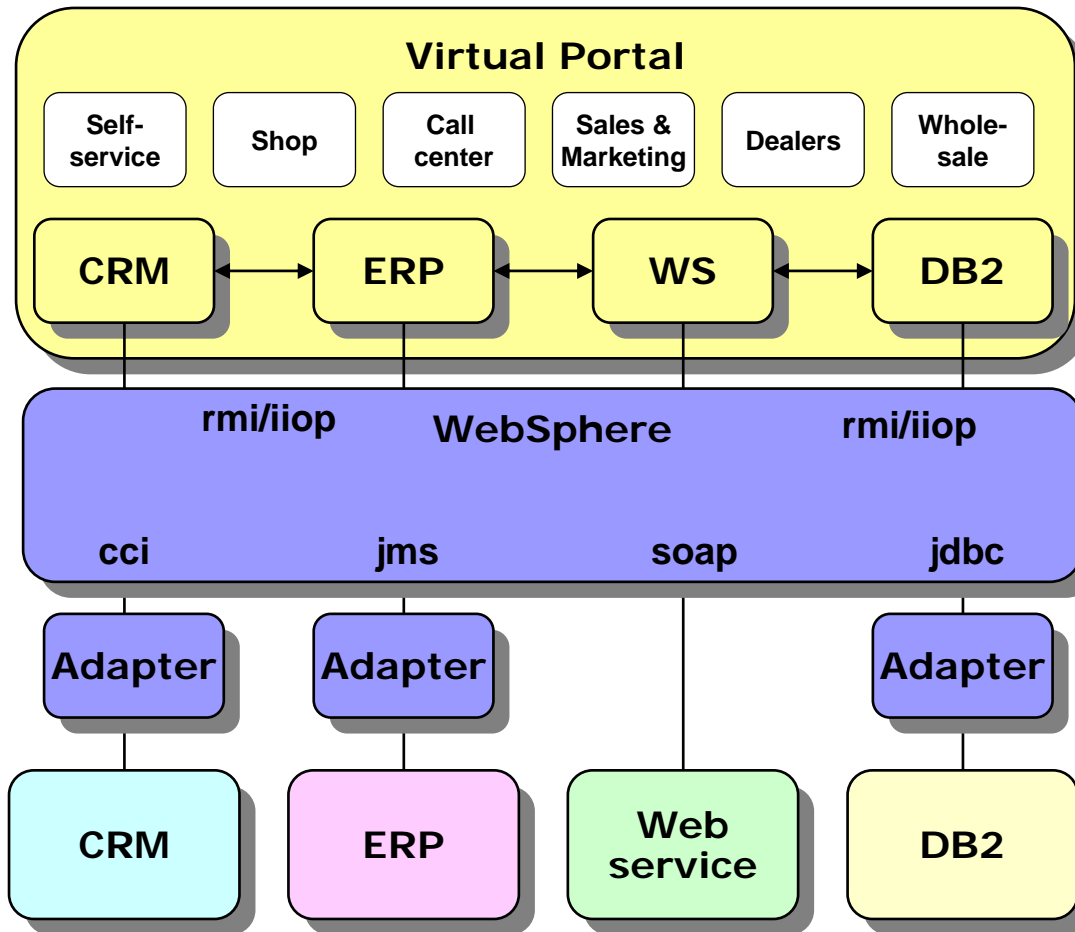 Virtual Portal
Self-
service
Shop
Call
center
Sales &
Marketing
Dealers
Whole-
sale
CRM
ERP
WS
DB2
rmi/iiop
WebSphere
rmi/iiop
cci
jms
soap
jdbc
Adapter
Adapter
Adapter
CRM
ERP
Web
service
DB2